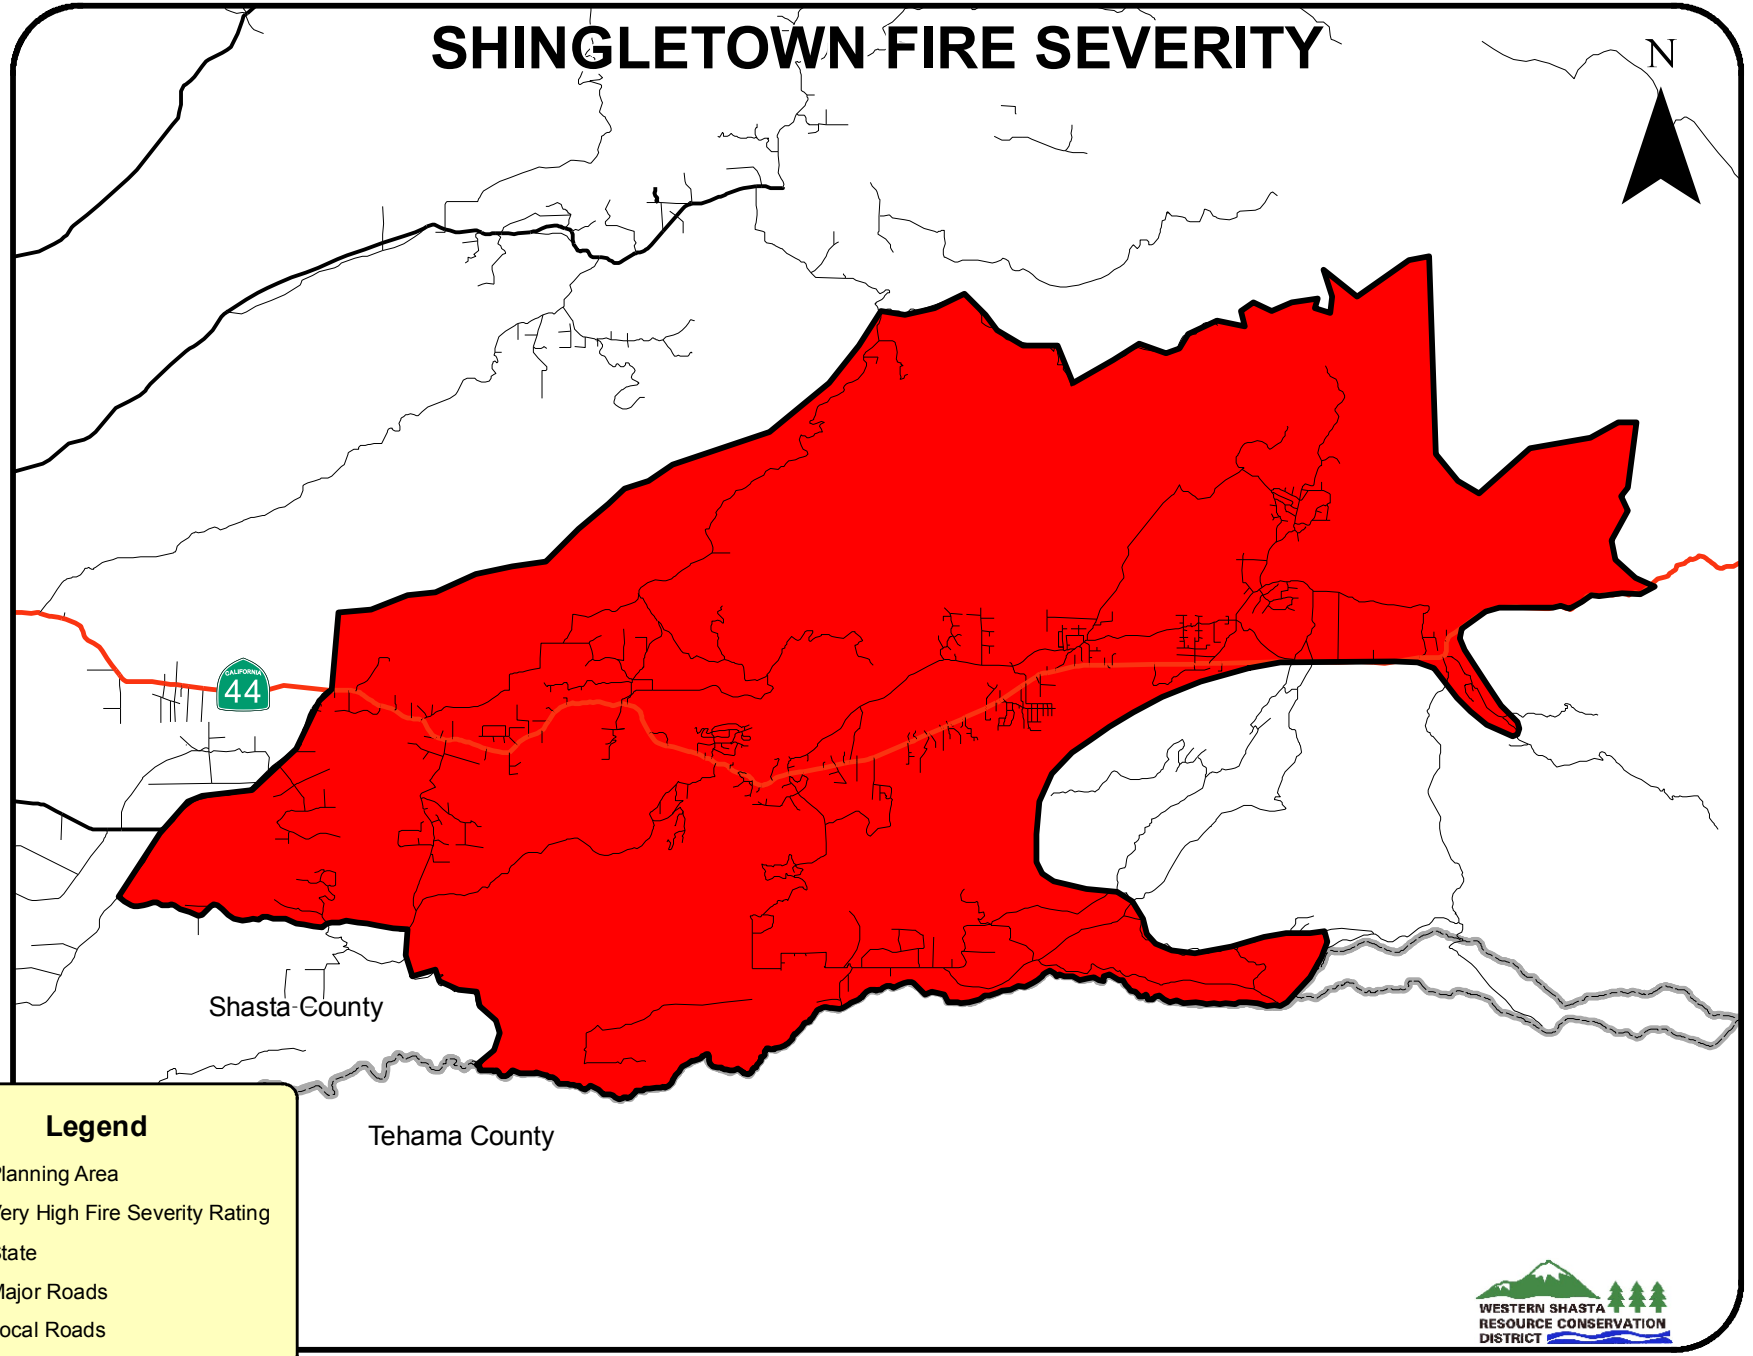 SHINGLETOWN FIRE SEVERITY
N
CALIFORNIA
44
Shasta County
Tehama County
Legend
lanning Area
ery High Fire Severity Rating
tate
ajor Roads
ocal Roads
WESTERN SHASTA
RESOURCE CONSERVATION
DISTRICT